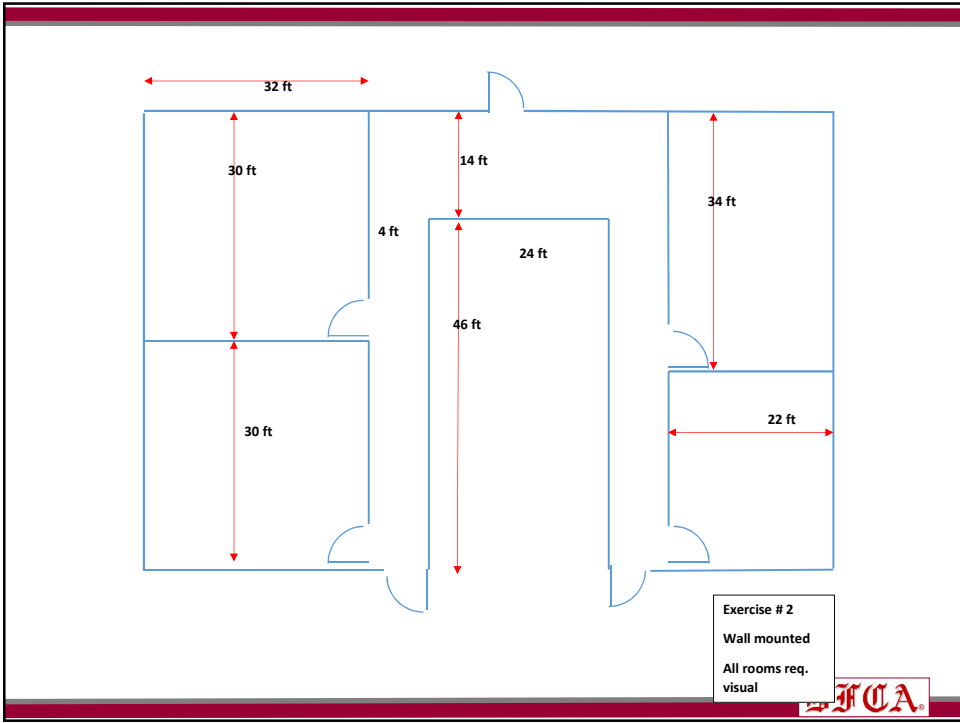 32 ft
30 ft
14 ft
34 ft
4 ft
24 ft
46 ft
30 ft
22 ft
Exercise # 2
Wall mounted
All rooms req.
visual